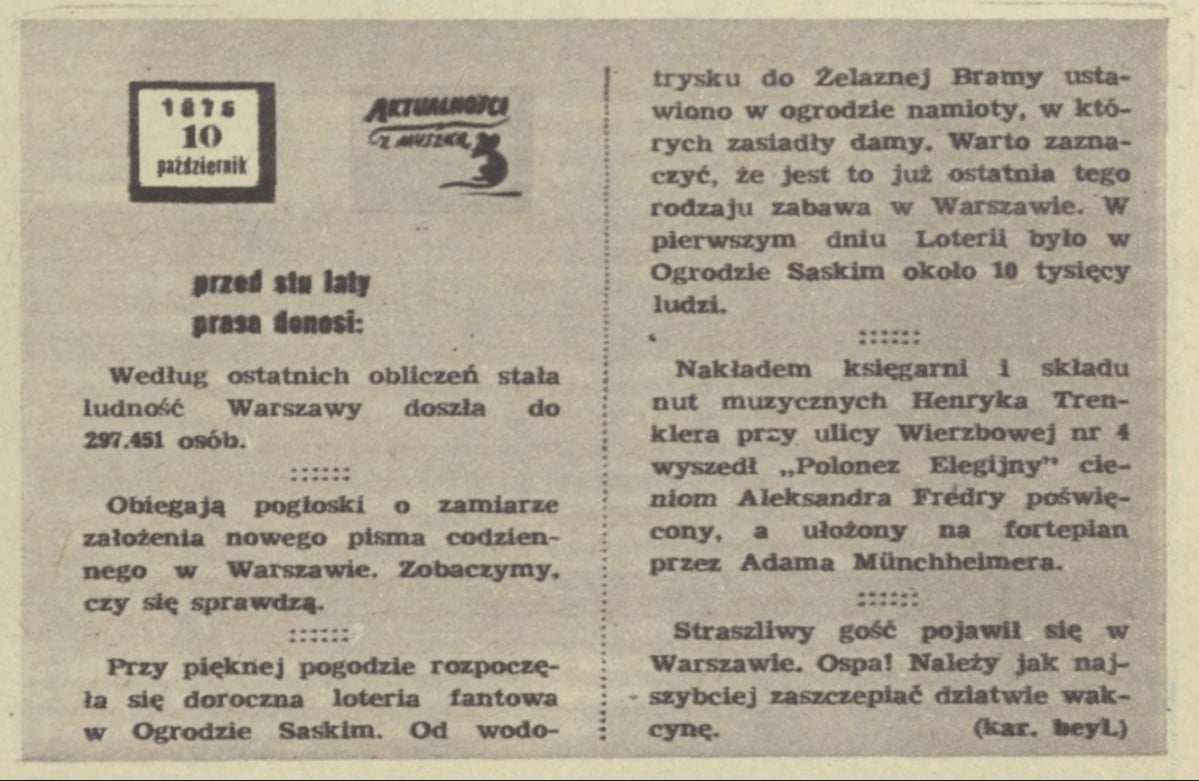 1876
10
październik
AKTUALNOŚCI
Z MUSZKĄ
przed stu laty
prasa donosi:
Według ostatnich obliczeń stała
ludność Warszawy doszła do
297.451 osób.
Obiegają pogłoski o zamiarze
założenia nowego pisma codzien-
nego w Warszawie. Zobaczymy,
czy się sprawdzą.
Przy pięknej pogodzie rozpoczę-
ła się doroczna loteria fantowa
w Ogrodzie Saskim. Od wodo-
trysku do Żelaznej Bramy usta-
wiono w ogrodzie namioty, w któ-
rych zasiadły damy. Warto zazna-
czyć, że jest to już ostatnia tego
rodzaju zabawa w Warszawie. W
pierwszym dniu Loterii było w
Ogrodzie Saskim około 10 tysięcy
ludzi.
Nakładem księgarni i składu
nut muzycznych Henryka Tren-
klera przy ulicy Wierzbowej nr 4
wyszedł „Polonez Elegijny” cie-
niom Aleksandra Fredry poświę-
cony, a ułożony na fortepian
przez Adama Münchheimera.
Straszliwy gość pojawił się w
Warszawie. Ospa! Należy jak naj-
szybciej zaszczepiać dziatwie wak-
cynę. (kar. beyl.)